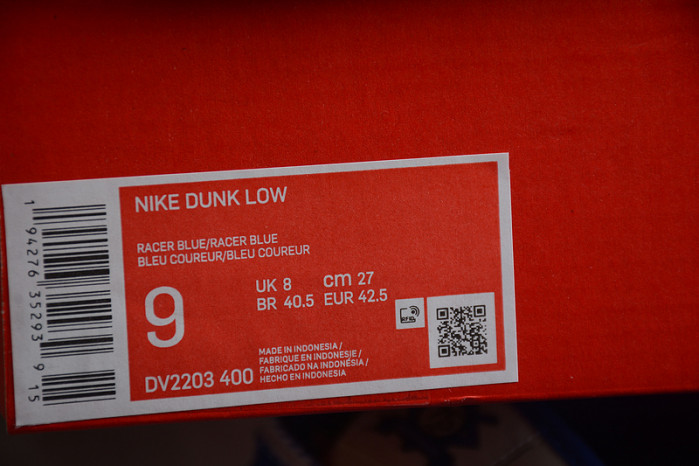 NIKE DUNK LOW
RACER BLUE/RACER BLUE
BLEU COUREUR/BLEU COUREUR
9
UK 8 cm 27
BR 40.5 EUR 42.5
RFID
DV2203 400
MADE IN INDONESIA /
FABRIQUE EN INDONESIE/
FABRICADO NA INDONÉSIA /
HECHO EN INDONESIA
1 94276 35293 9 15